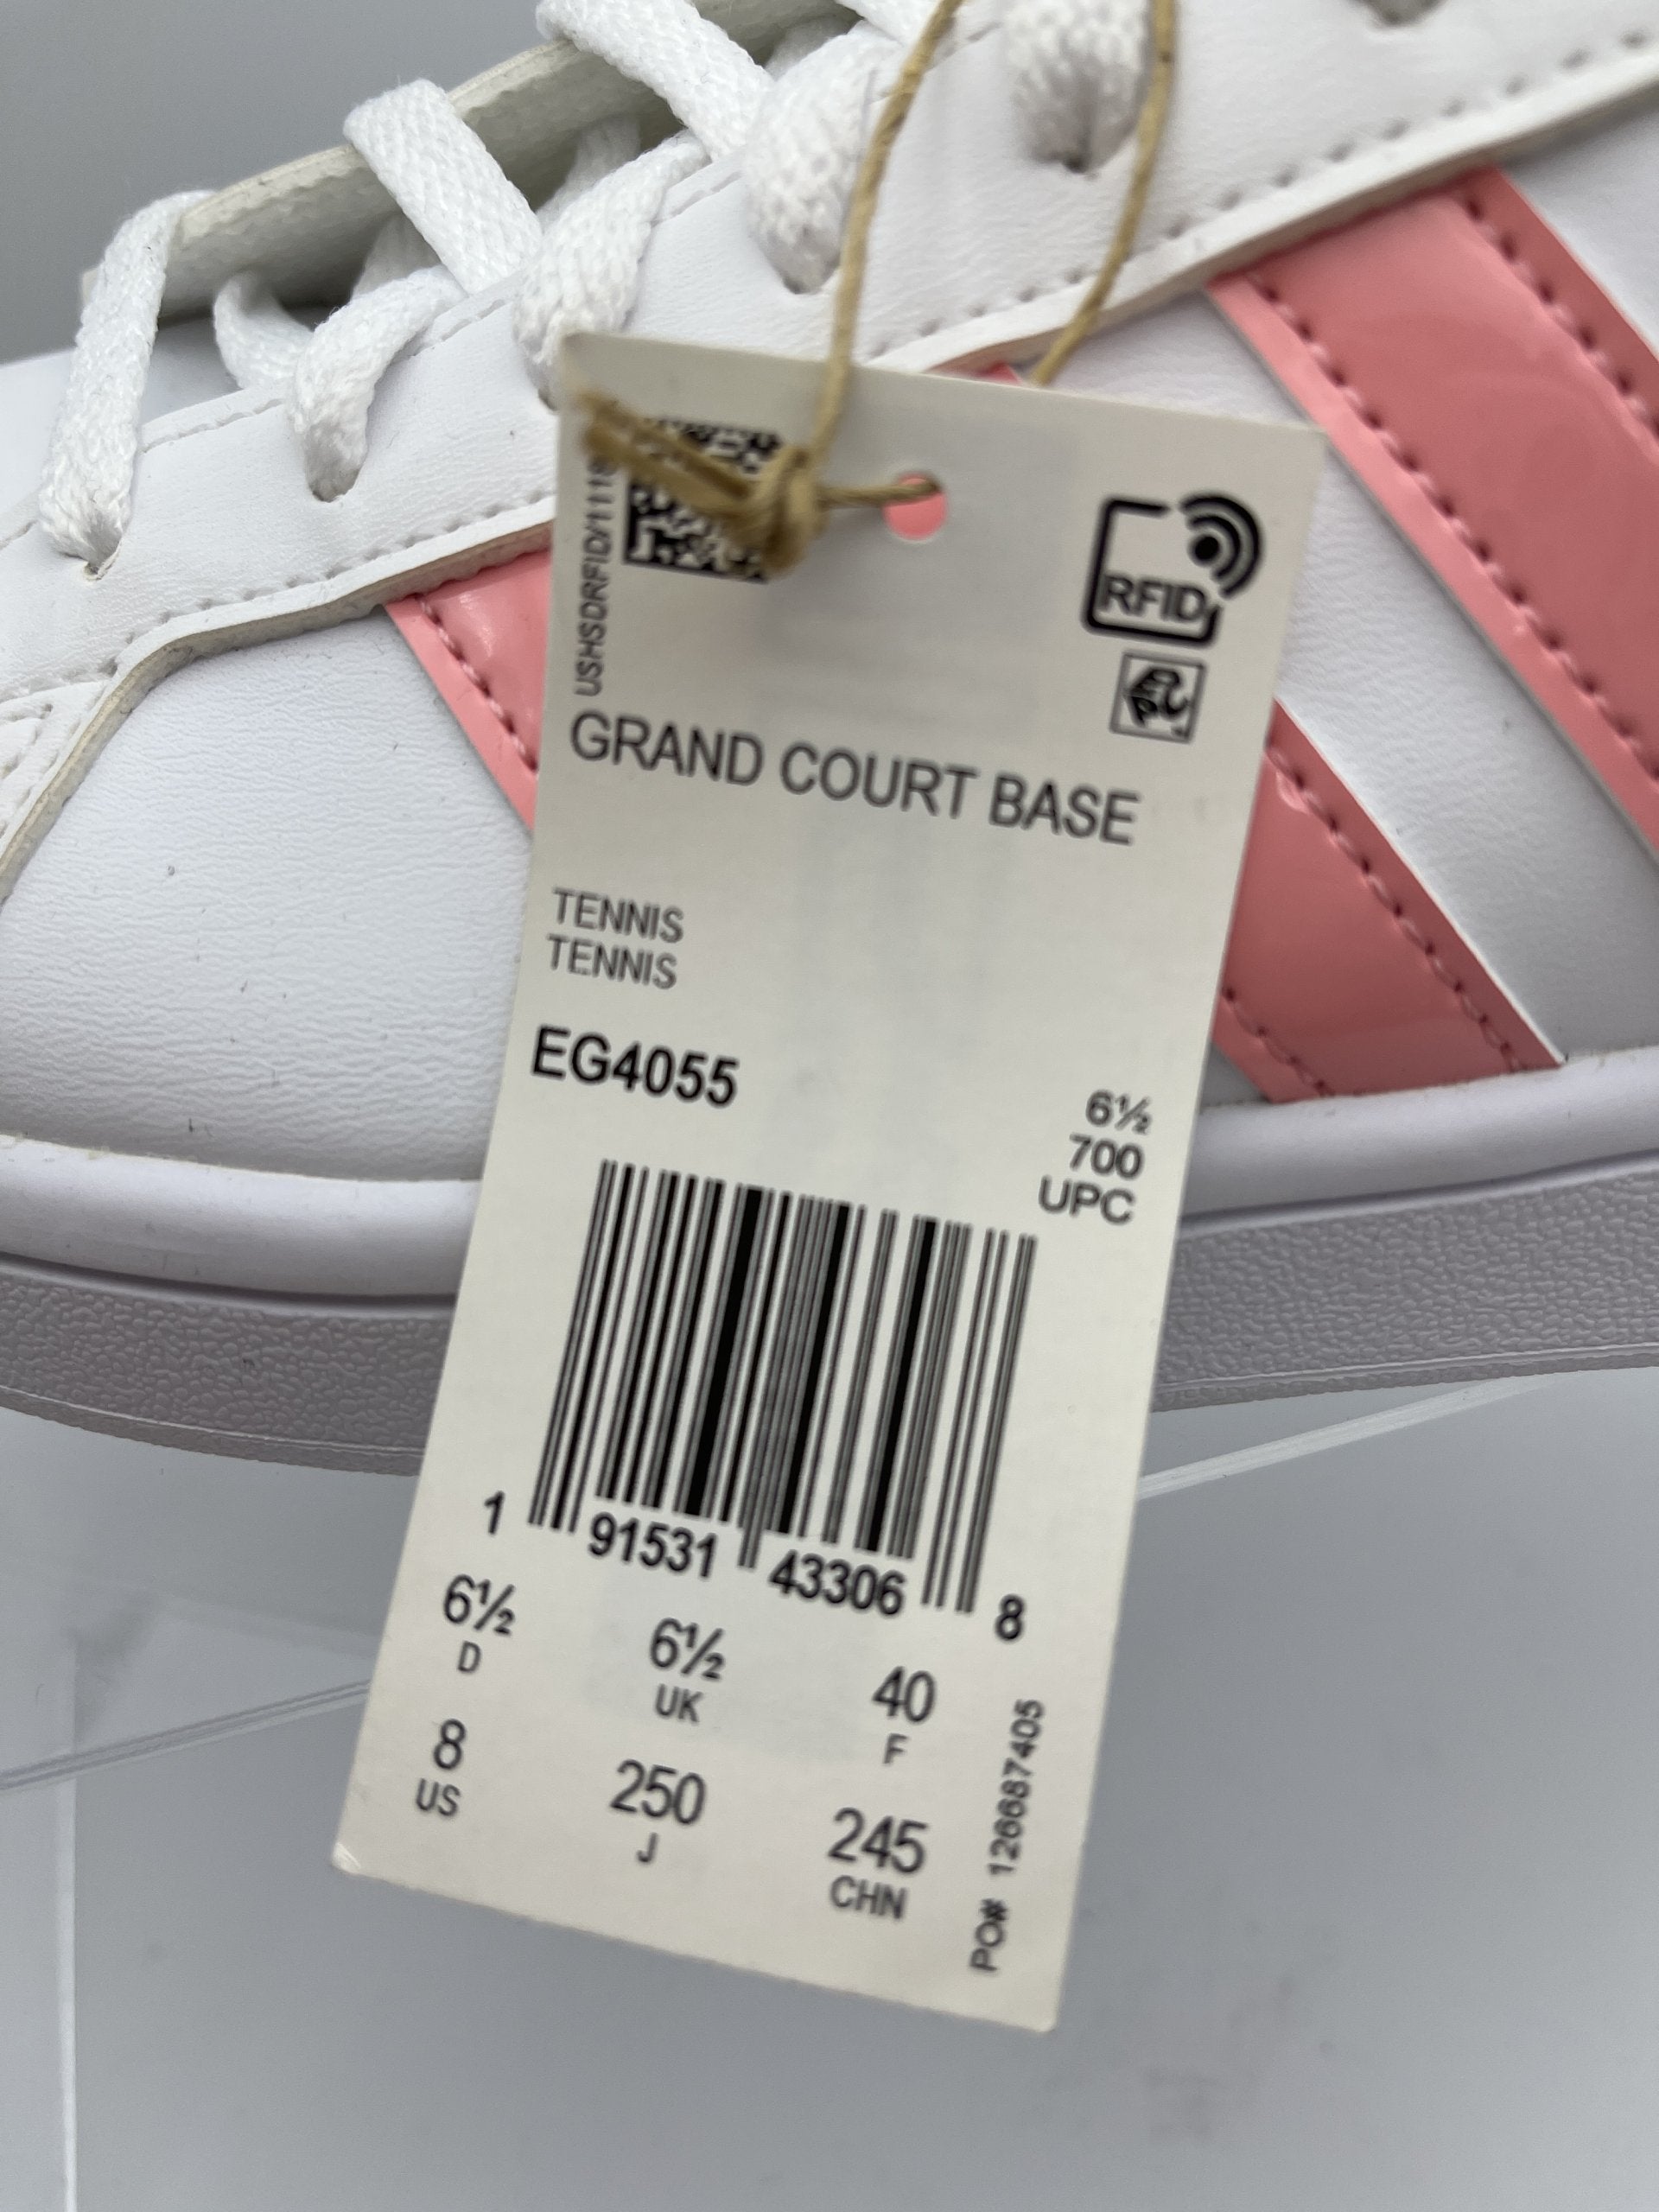 USHSDRFID/1118
RFID
GRAND COURT BASE
TENNIS
TENNIS
EG4055
6½
700
UPC
1 91531 43306 8
6½ 6½ 40
D UK F
8 250 245
US J CHN
PO# 126687405